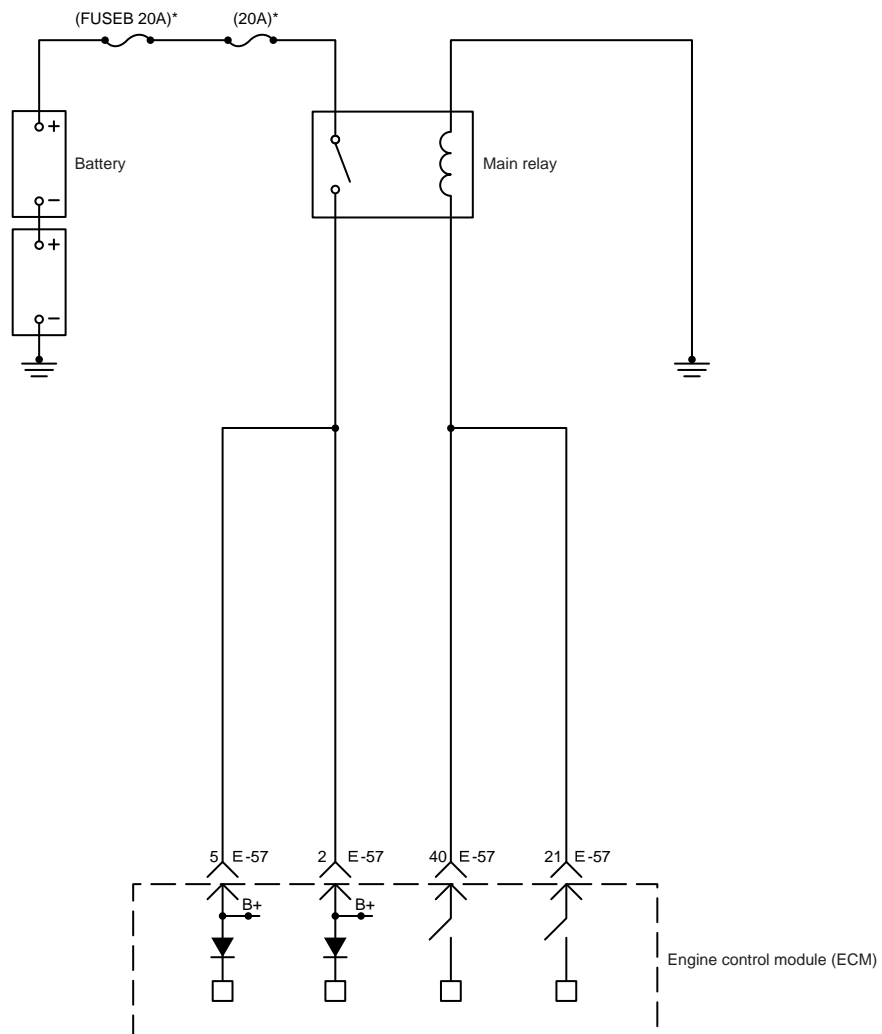 (FUSEB 20A)* (20A)*
+
Battery
Main relay
−
+
−
5 E-57 2 E-57 40 E-57 21 E-57
B+ B+
Engine control module (ECM)